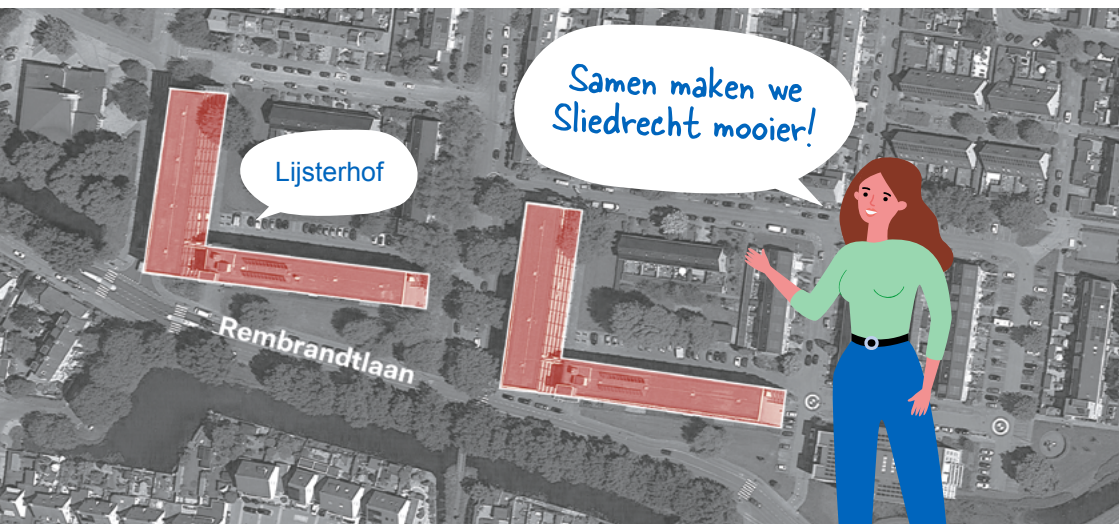 Samen maken we
Sliedrecht mooier!
Lijsterhof
Rembrandtlaan